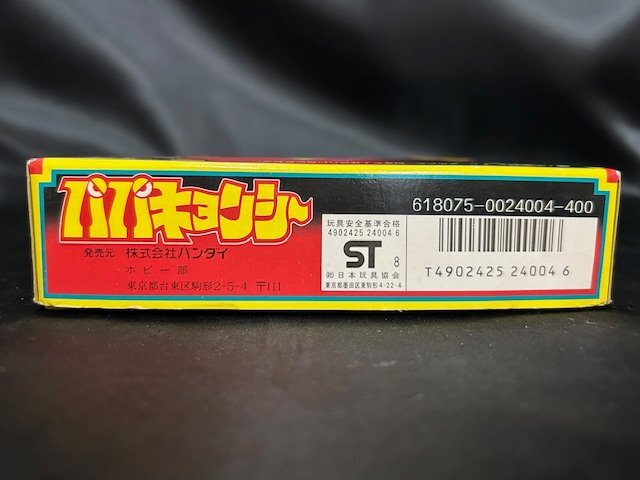 パパキョンシー
発売元 株式会社バンダイ
ホビー部
東京都台東区駒形2-5-4 〒111
玩具安全基準合格
4902425 24004 6
ST 8
㈳日本玩具協会
東京都墨田区東駒形4-22-4
618075-0024004-400
T4902425 24004 6